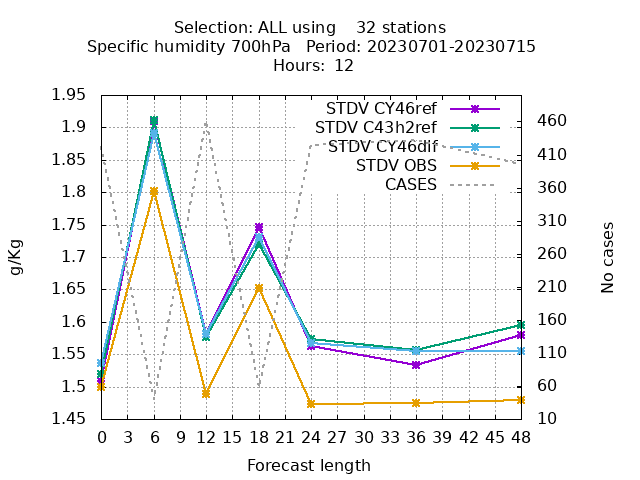 Selection: ALL using    32 stations
Specific humidity 700hPa   Period: 20230701-20230715
Hours:  12
STDV CY46ref
STDV C43h2ref
STDV CY46dif
STDV OBS
CASES
1.95
1.9
1.85
1.8
1.75
1.7
1.65
1.6
1.55
1.5
1.45
g/Kg
460
410
360
310
260
210
160
110
60
10
No cases
0 3 6 9 12 15 18 21 24 27 30 33 36 39 42 45 48
Forecast length